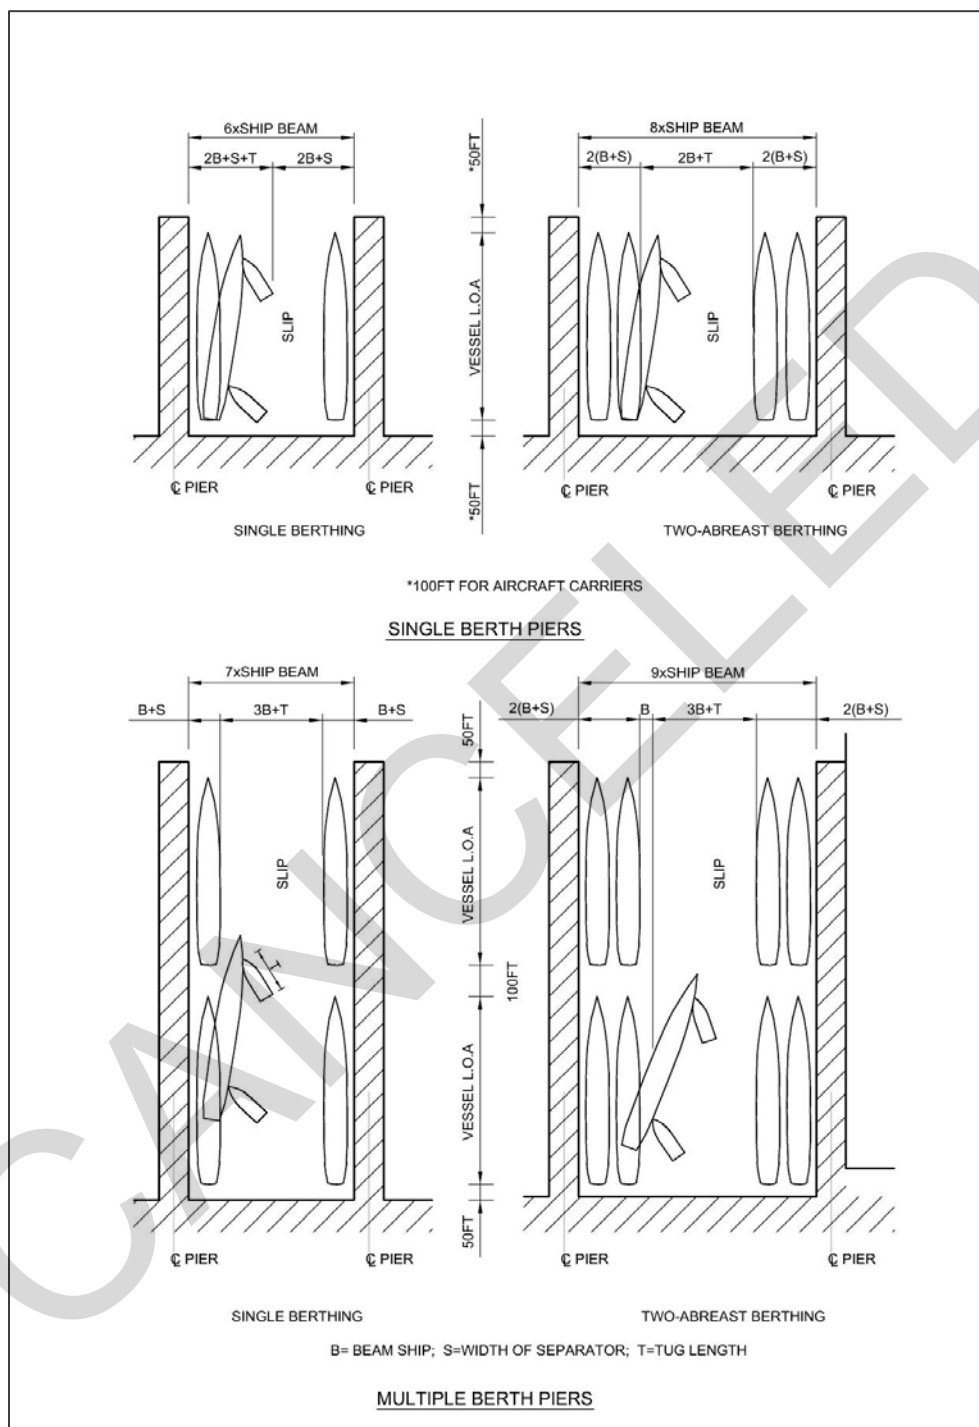 6xSHIP BEAM
2B+S+T
2B+S
*50FT
8xSHIP BEAM
2(B+S)
2B+T
2(B+S)
SLIP
VESSEL L.O.A
SLIP
℄ PIER
℄ PIER
*50FT
℄ PIER
℄ PIER
SINGLE BERTHING
TWO-ABREAST BERTHING
*100FT FOR AIRCRAFT CARRIERS
SINGLE BERTH PIERS
7xSHIP BEAM
B+S
3B+T
B+S
50FT
9xSHIP BEAM
2(B+S)
B
3B+T
2(B+S)
SLIP
VESSEL L.O.A
SLIP
T
100FT
VESSEL L.O.A
50FT
℄ PIER
℄ PIER
℄ PIER
℄ PIER
SINGLE BERTHING
TWO-ABREAST BERTHING
B= BEAM SHIP; S=WIDTH OF SEPARATOR; T=TUG LENGTH
MULTIPLE BERTH PIERS
CANCELED